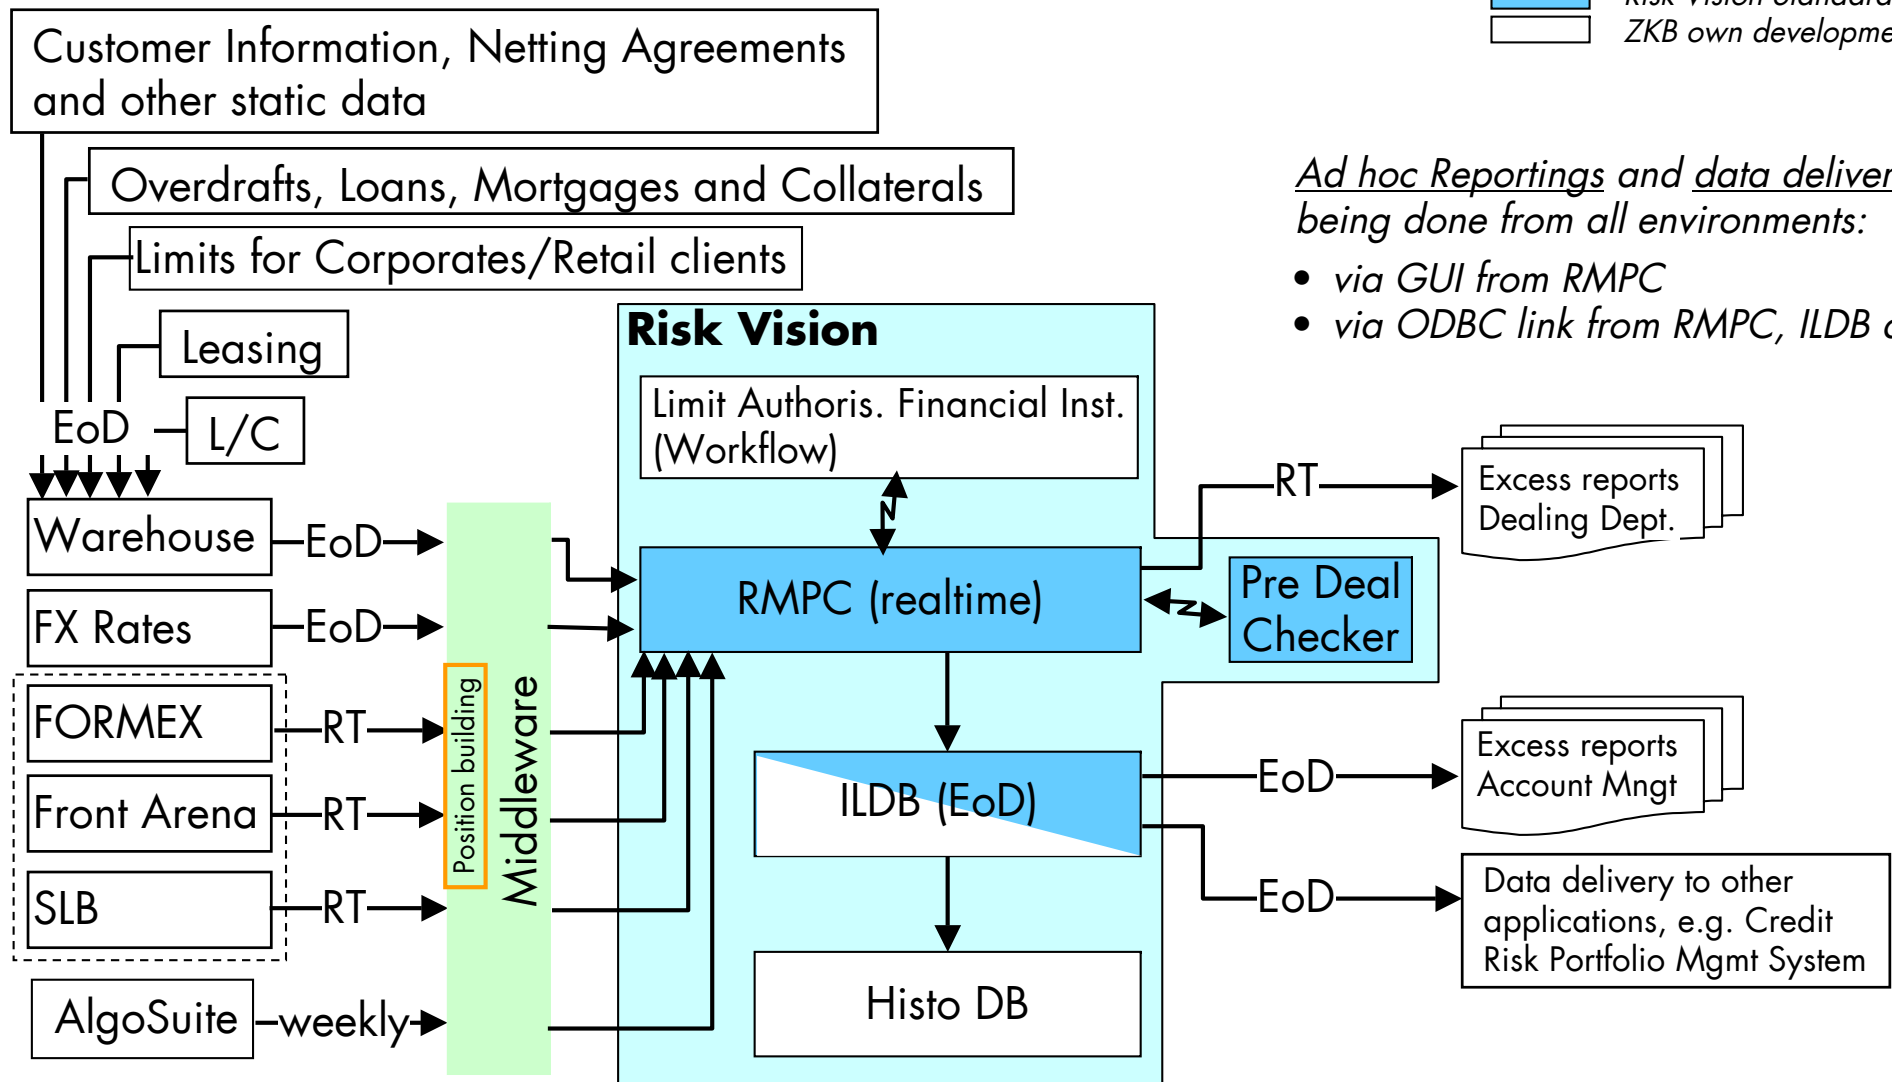 Risk Vision Standard
ZKB own developme
Customer Information, Netting Agreements
and other static data
Overdrafts, Loans, Mortgages and Collaterals
Limits for Corporates/Retail clients
Leasing
EoD
L/C
Ad hoc Reportings and data deliver
being done from all environments:
• via GUI from RMPC
• via ODBC link from RMPC, ILDB
Risk Vision
Limit Authoris. Financial Inst.
(Workflow)
RT
Excess reports
Dealing Dept.
Warehouse
EoD
RMPC (realtime)
Pre Deal
Checker
FX Rates
EoD
FORMEX
RT
Position building
Middleware
Front Arena
RT
ILDB (EoD)
EoD
Excess reports
Account Mngt
SLB
RT
EoD
Data delivery to other
applications, e.g. Credit
Risk Portfolio Mgmt System
AlgoSuite
weekly
Histo DB